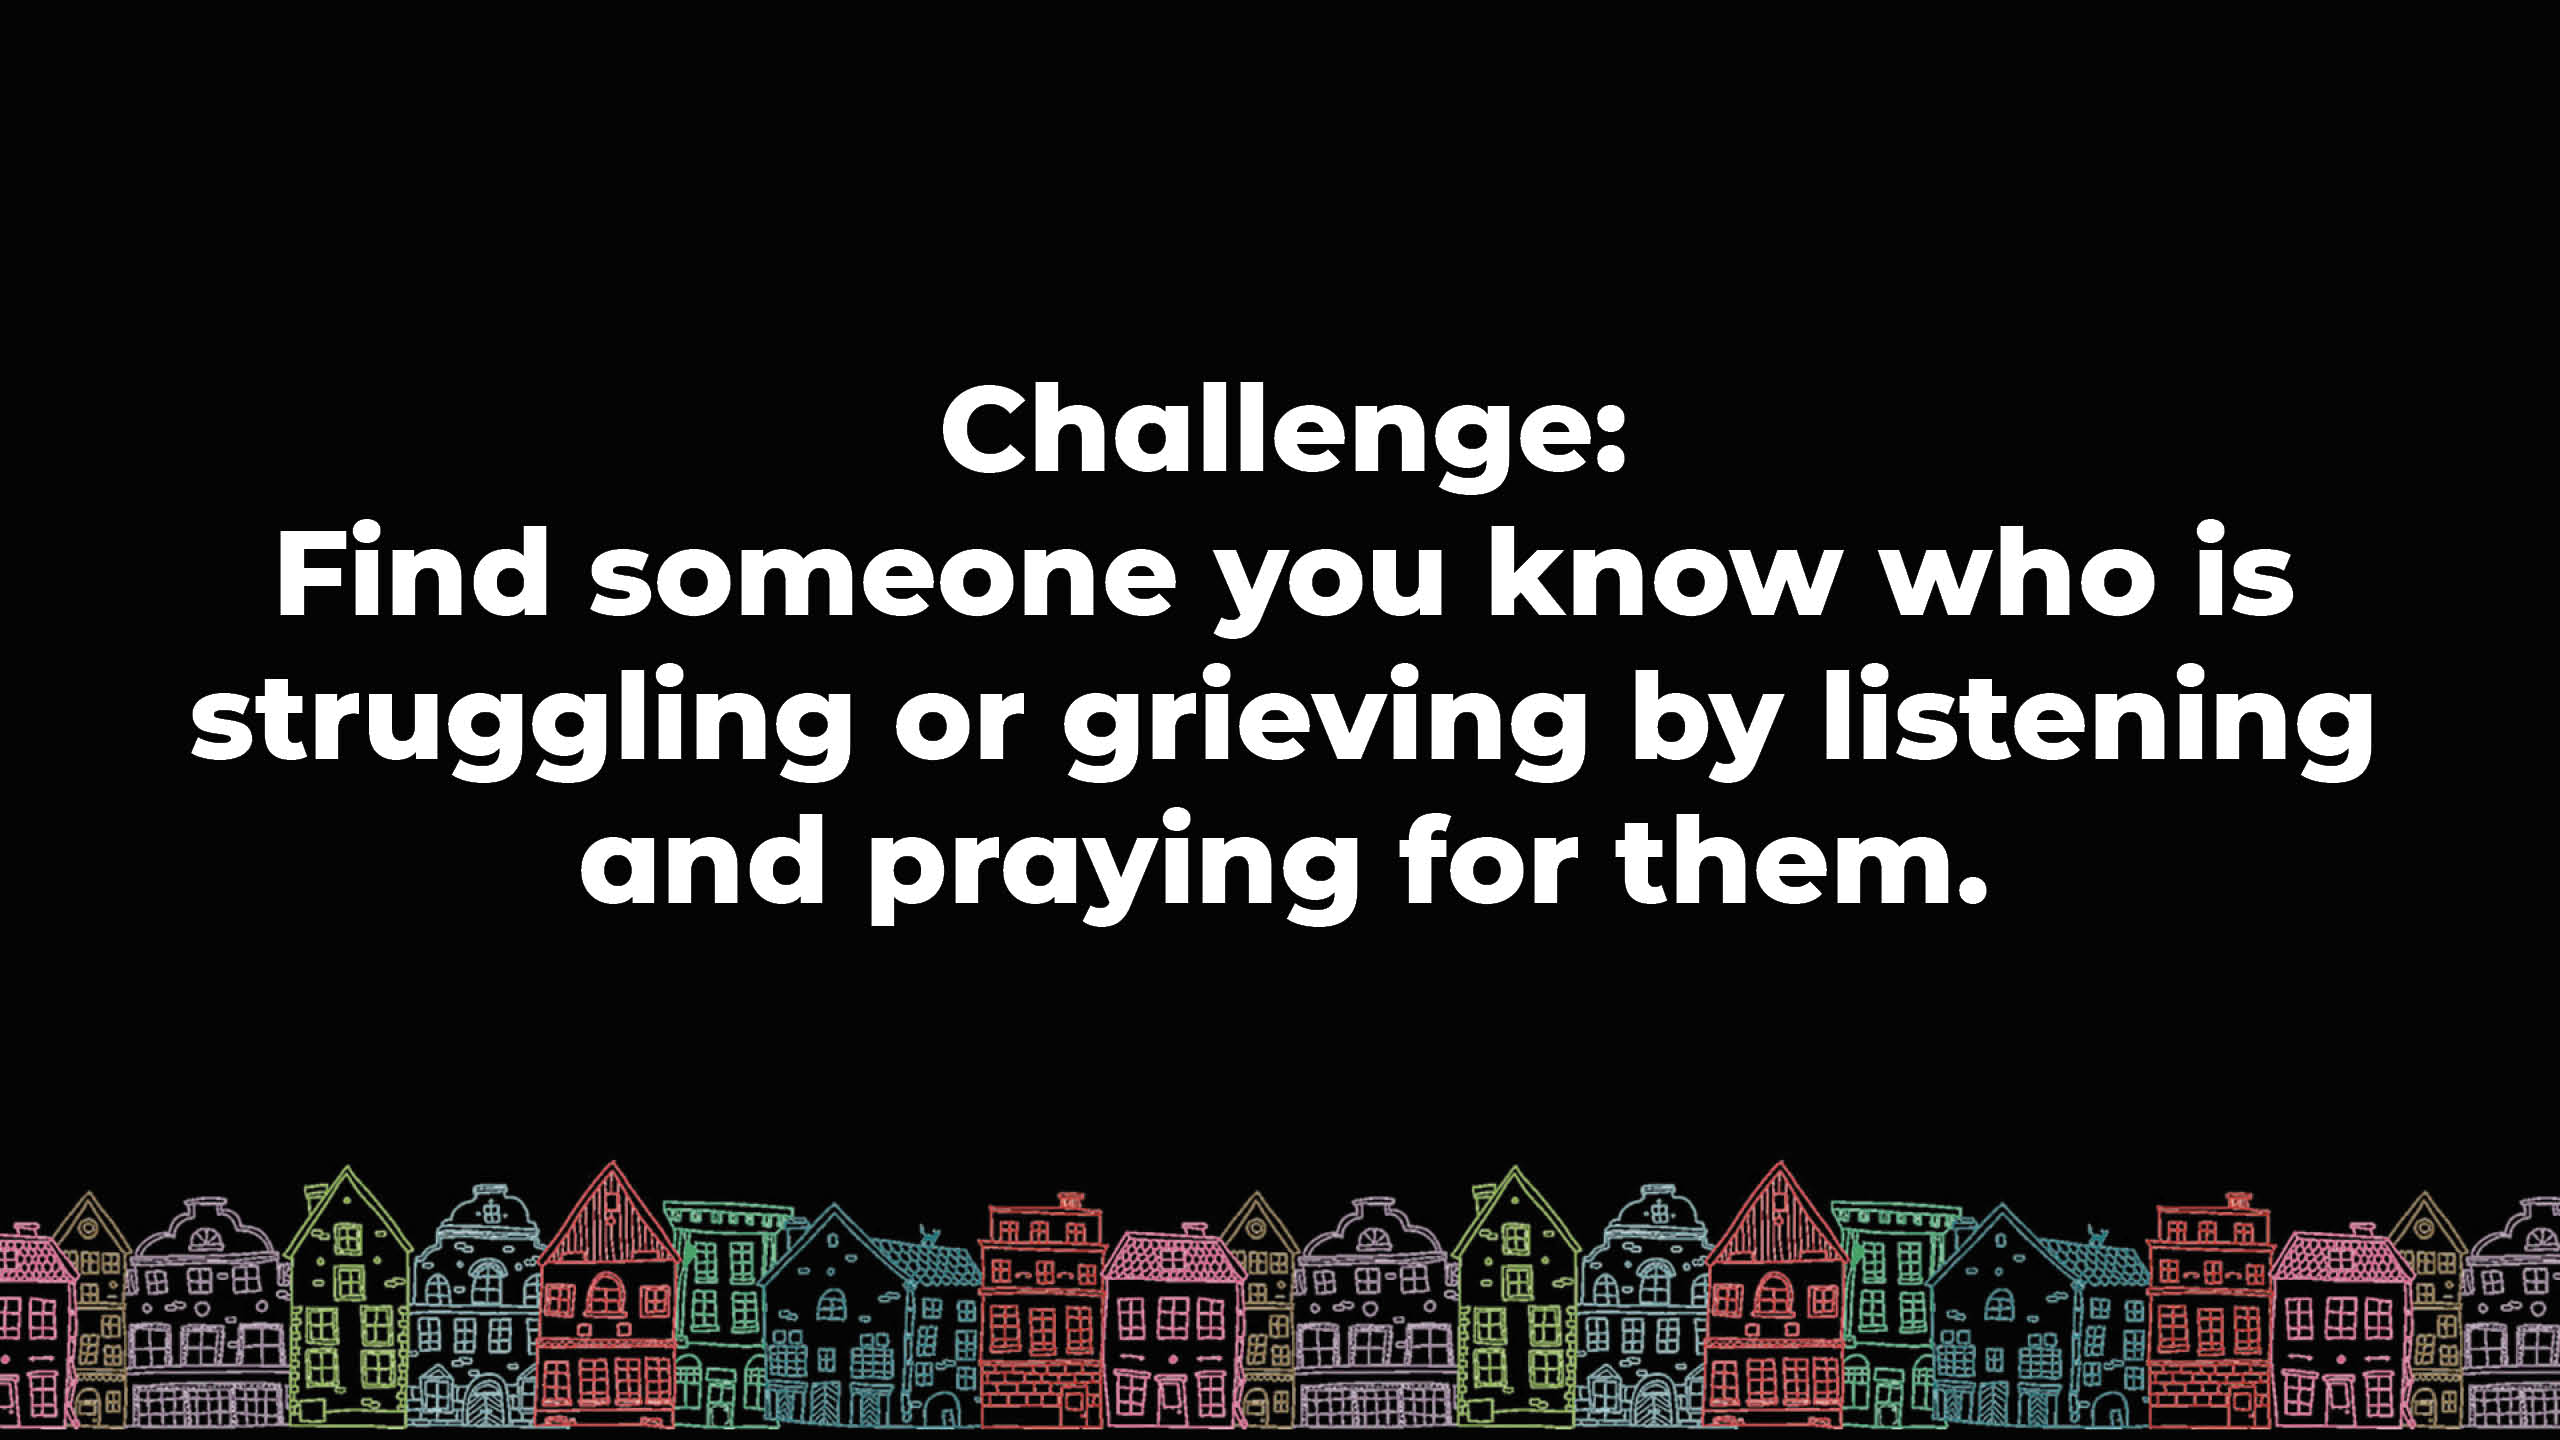 Challenge:
Find someone you know who is
struggling or grieving by listening
and praying for them.